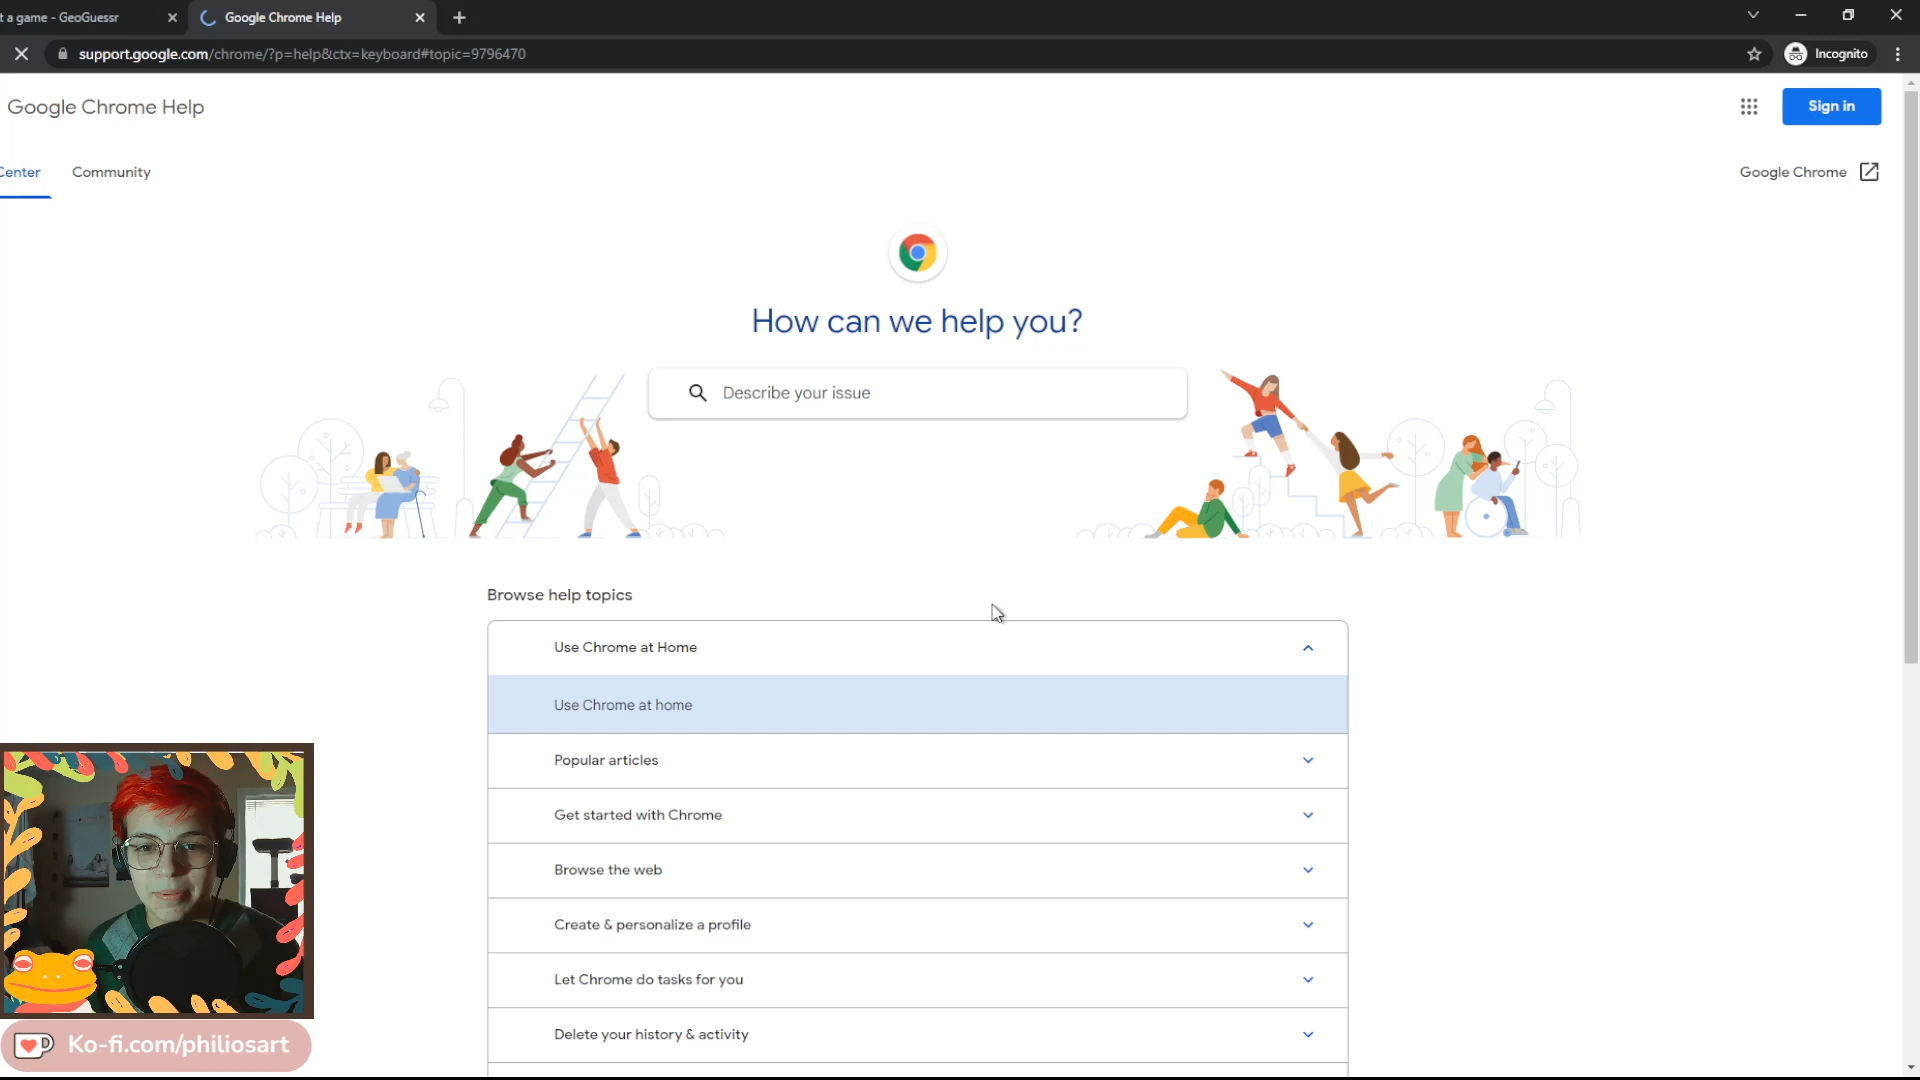 t a game - GeoGuessr
Google Chrome Help
support.google.com/chrome/?p=help&ctx=keyboard#topic=9796470
Incognito
Google Chrome Help
Sign in
Center
Community
Google Chrome
How can we help you?
Describe your issue
Browse help topics
Use Chrome at Home
Use Chrome at home
Popular articles
Get started with Chrome
Browse the web
Create & personalize a profile
Let Chrome do tasks for you
Delete your history & activity
Ko-fi.com/philiosart